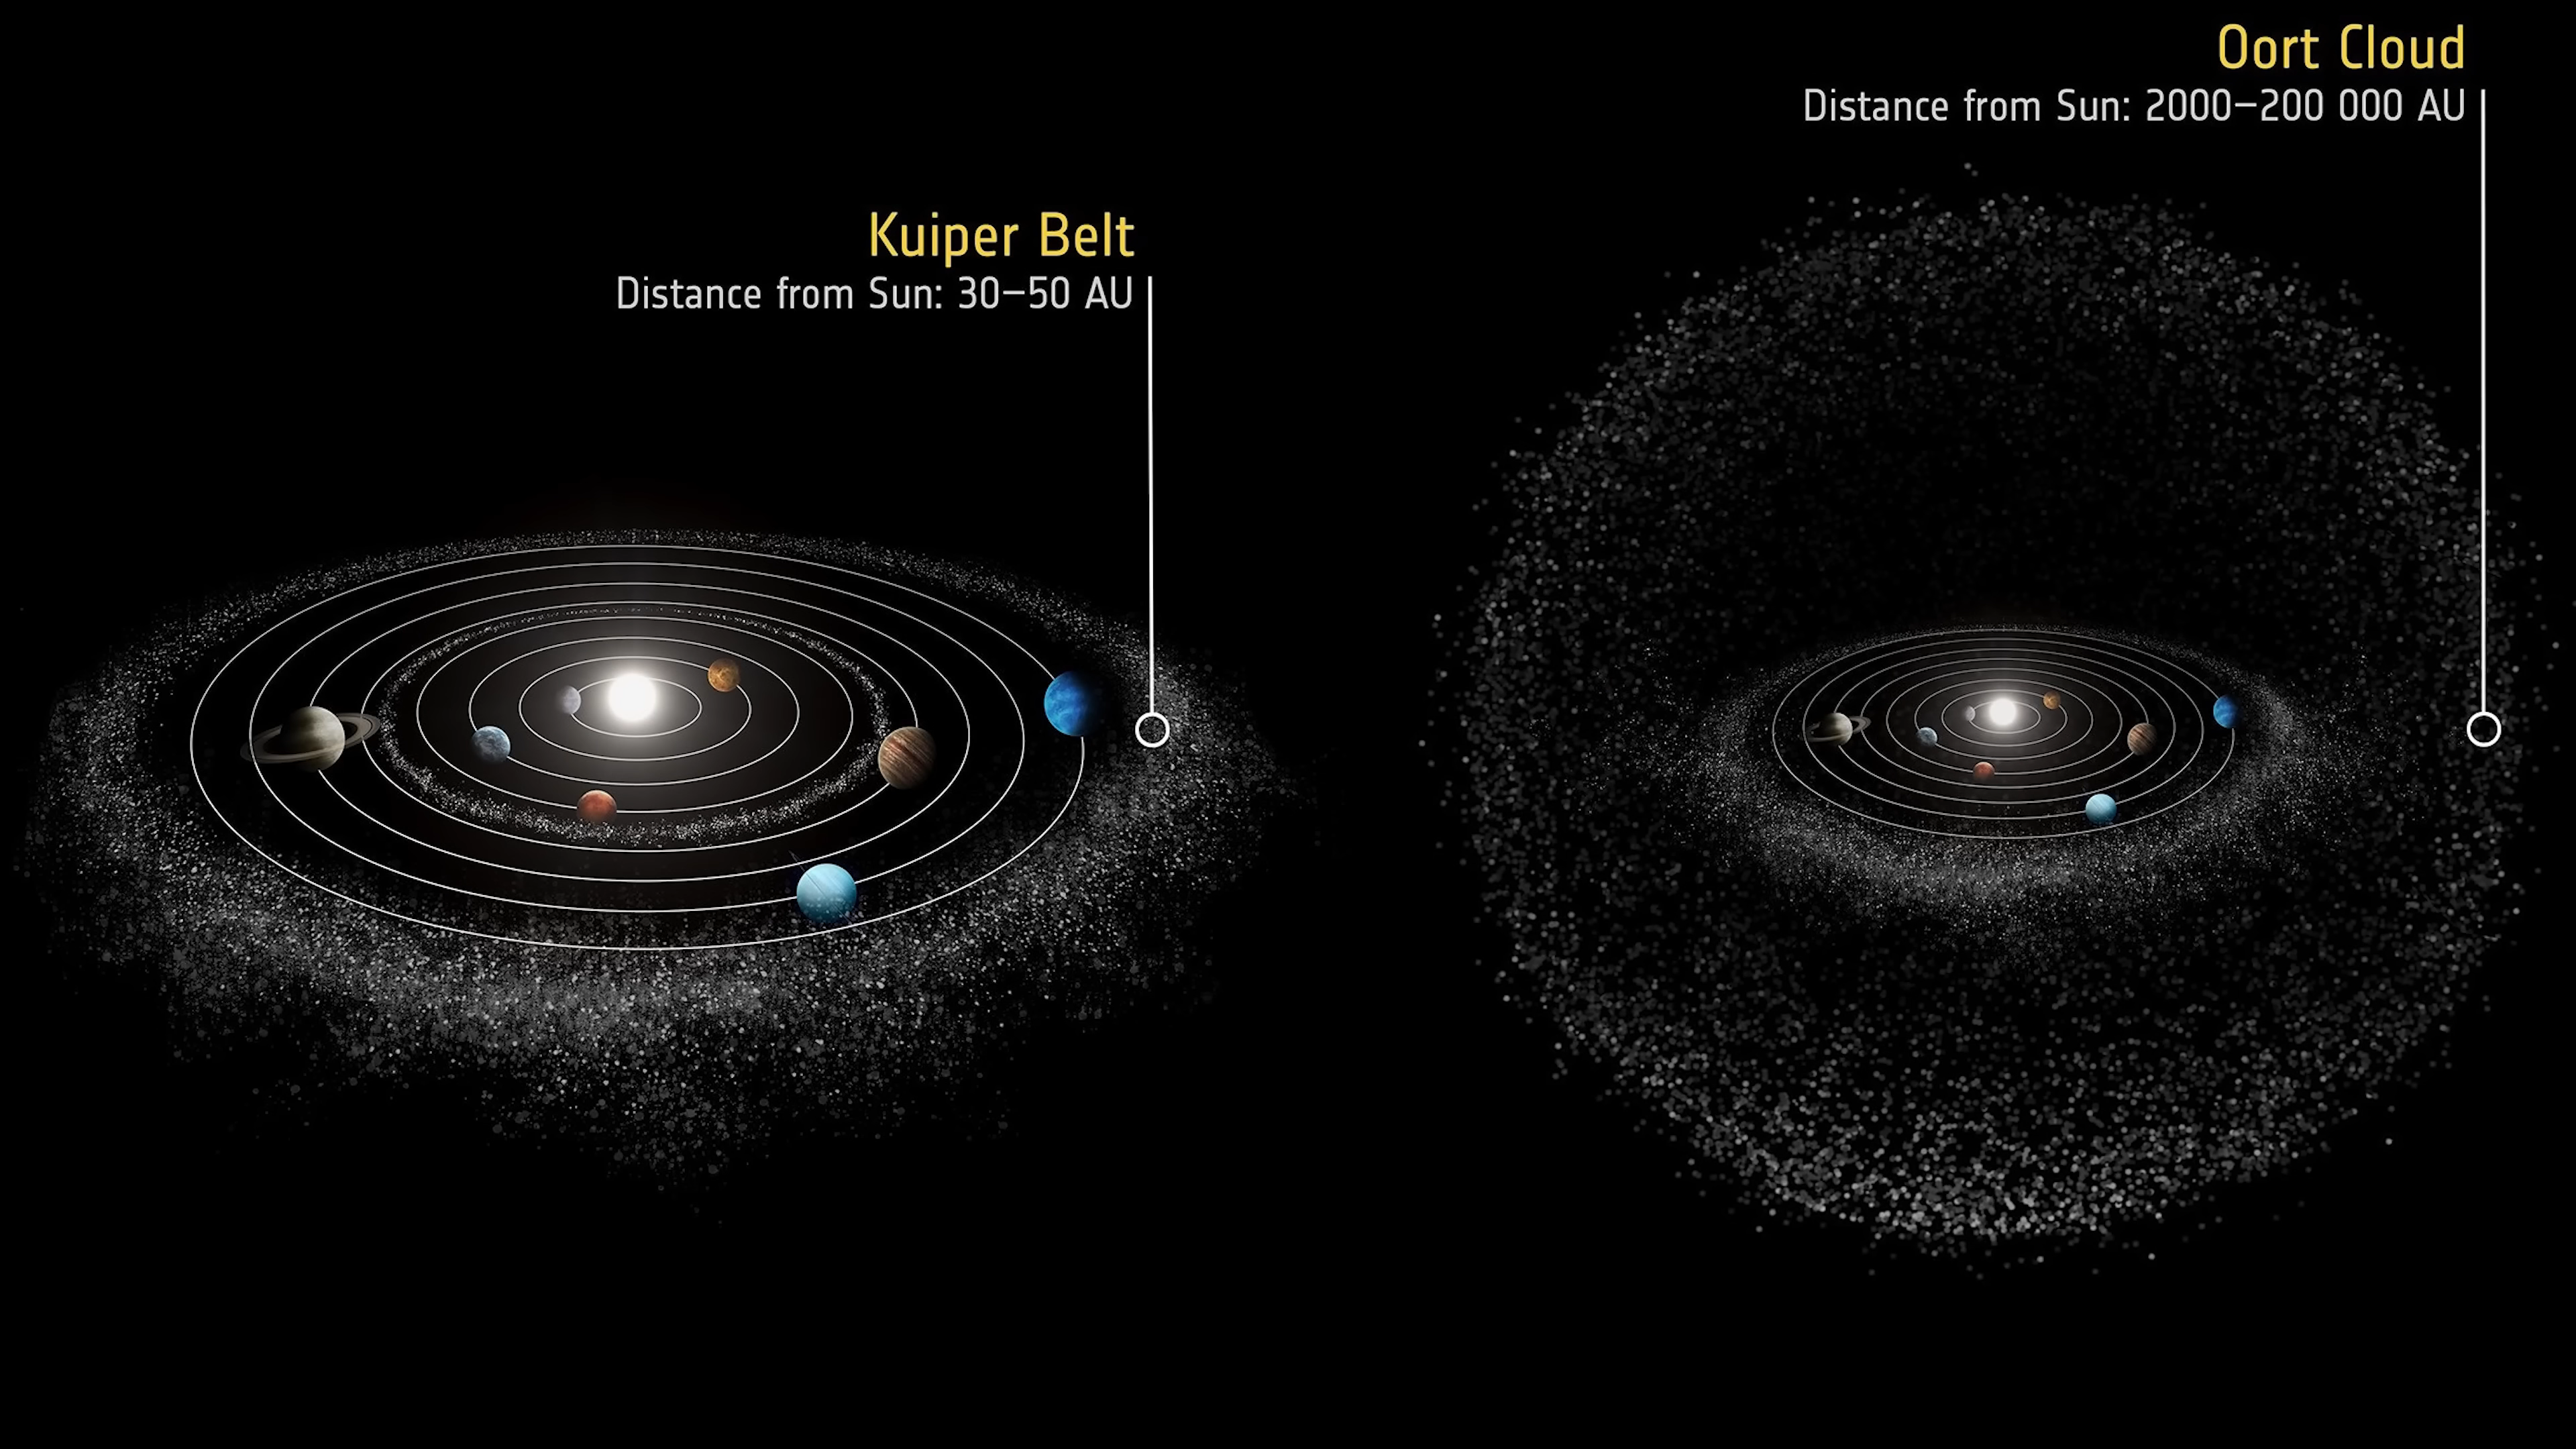 Kuiper Belt
Distance from Sun: 30–50 AU
Oort Cloud
Distance from Sun: 2000–200 000 AU